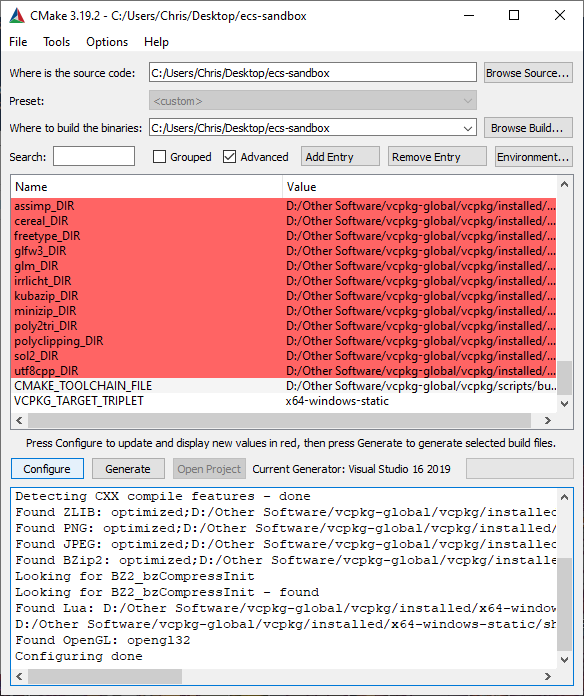 CMake 3.19.2 - C:/Users/Chris/Desktop/ecs-sandbox
File Tools Options Help
Where is the source code: C:/Users/Chris/Desktop/ecs-sandbox Browse Source...
Preset: <custom>
Where to build the binaries: C:/Users/Chris/Desktop/ecs-sandbox Browse Build...
Search: Grouped Advanced Add Entry Remove Entry Environment...
Name Value
assimp_DIR D:/Other Software/vcpkg-global/vcpkg/installed/...
cereal_DIR D:/Other Software/vcpkg-global/vcpkg/installed/...
freetype_DIR D:/Other Software/vcpkg-global/vcpkg/installed/...
glfw3_DIR D:/Other Software/vcpkg-global/vcpkg/installed/...
glm_DIR D:/Other Software/vcpkg-global/vcpkg/installed/...
irrlicht_DIR D:/Other Software/vcpkg-global/vcpkg/installed/...
kubazip_DIR D:/Other Software/vcpkg-global/vcpkg/installed/...
minizip_DIR D:/Other Software/vcpkg-global/vcpkg/installed/...
poly2tri_DIR D:/Other Software/vcpkg-global/vcpkg/installed/...
polyclipping_DIR D:/Other Software/vcpkg-global/vcpkg/installed/...
sol2_DIR D:/Other Software/vcpkg-global/vcpkg/installed/...
utf8cpp_DIR D:/Other Software/vcpkg-global/vcpkg/installed/...
CMAKE_TOOLCHAIN_FILE D:/Other Software/vcpkg-global/vcpkg/scripts/bu...
VCPKG_TARGET_TRIPLET x64-windows-static
Press Configure to update and display new values in red, then press Generate to generate selected build files.
Configure Generate Open Project Current Generator: Visual Studio 16 2019
Detecting CXX compile features - done
Found ZLIB: optimized;D:/Other Software/vcpkg-global/vcpkg/installed
Found PNG: optimized;D:/Other Software/vcpkg-global/vcpkg/installed/
Found JPEG: optimized;D:/Other Software/vcpkg-global/vcpkg/installed
Found BZip2: optimized;D:/Other Software/vcpkg-global/vcpkg/installe
Looking for BZ2_bzCompressInit
Looking for BZ2_bzCompressInit - found
Found Lua: D:/Other Software/vcpkg-global/vcpkg/installed/x64-window
D:/Other Software/vcpkg-global/vcpkg/installed/x64-windows-static/sh
Found OpenGL: opengl32
Configuring done